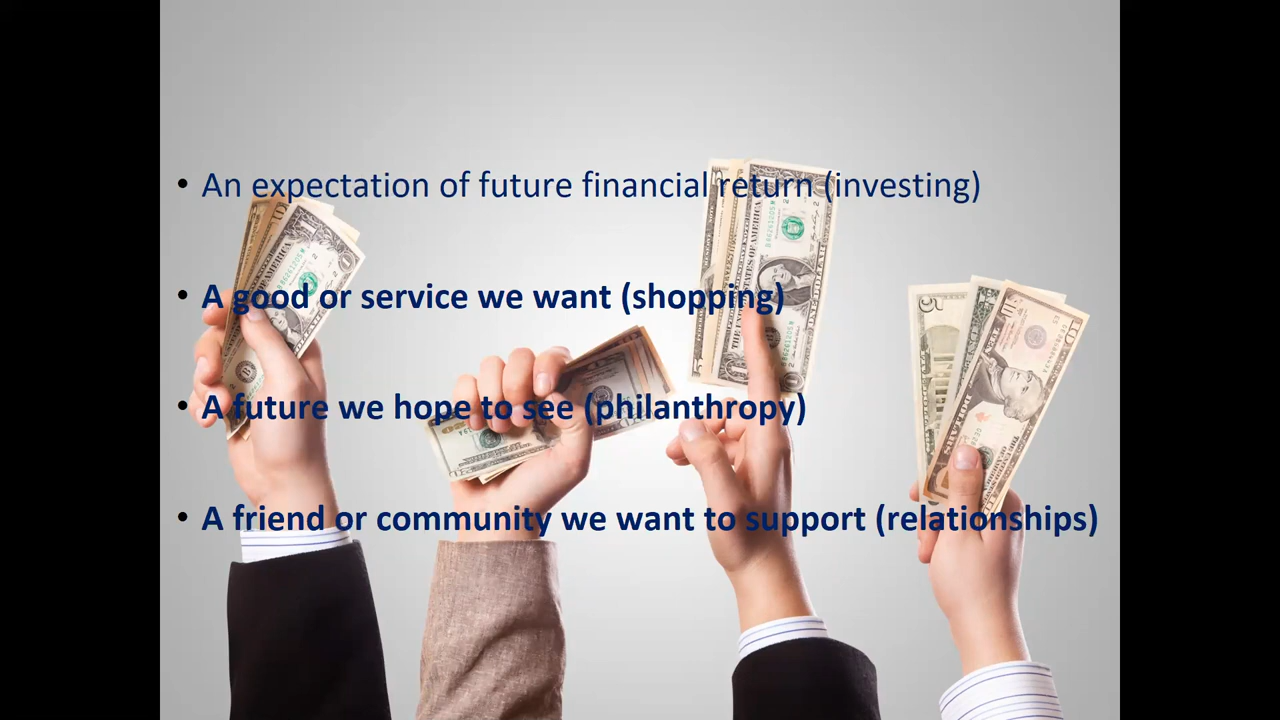 • An expectation of future financial return (investing)
• A good or service we want (shopping)
• A future we hope to see (philanthropy)
• A friend or community we want to support (relationships)